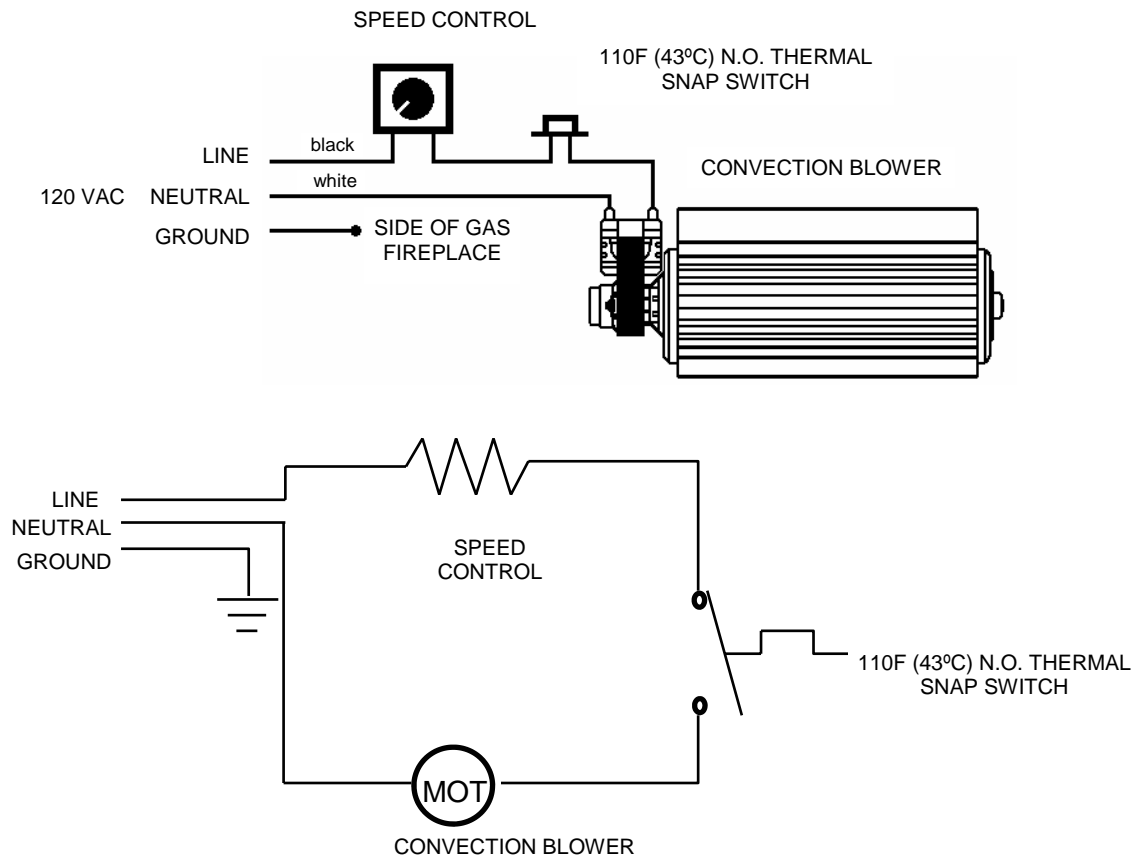 SPEED CONTROL
110F (43ºC) N.O. THERMAL
SNAP SWITCH
LINE
black
CONVECTION BLOWER
120 VAC
NEUTRAL
white
GROUND
SIDE OF GAS
FIREPLACE
LINE
NEUTRAL
GROUND
SPEED
CONTROL
110F (43ºC) N.O. THERMAL
SNAP SWITCH
MOT
CONVECTION BLOWER